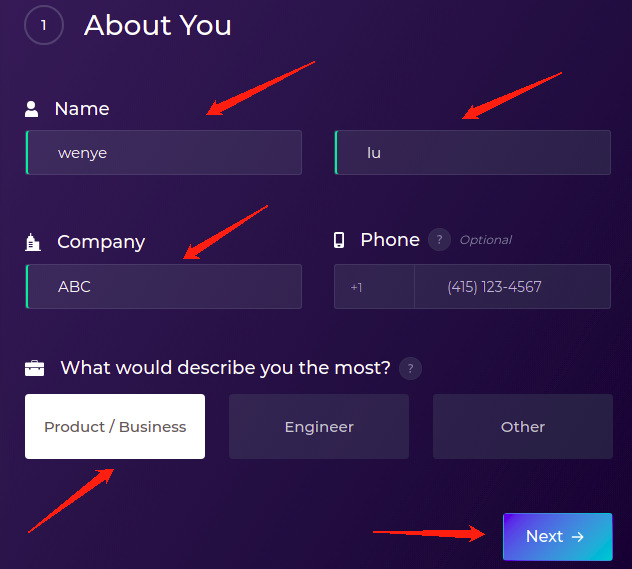 1
About You
Name
wenye
lu
Company
Phone ? Optional
ABC
+1 (415) 123-4567
What would describe you the most? ?
Product / Business
Engineer
Other
Next →